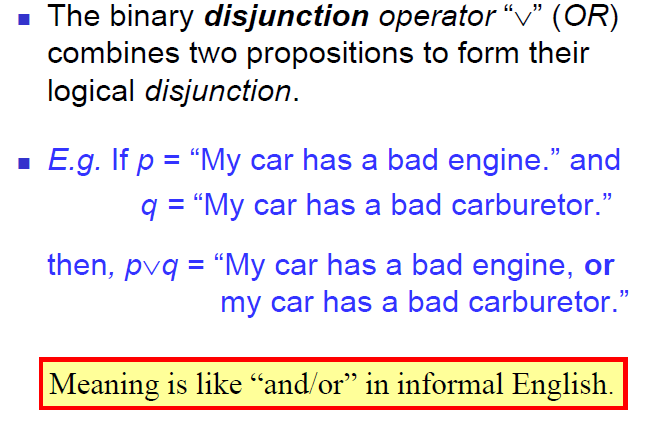 ▪ The binary disjunction operator “∨” (OR)
combines two propositions to form their
logical disjunction.
▪ E.g. If p = “My car has a bad engine.” and
q = “My car has a bad carburetor.”
then, p∨q = “My car has a bad engine, or
my car has a bad carburetor.”
Meaning is like “and/or” in informal English.